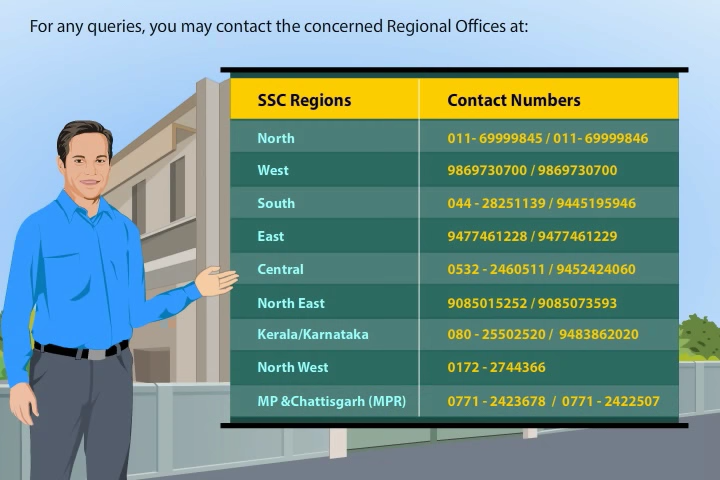 For any queries, you may contact the concerned Regional Offices at:
SSC Regions Contact Numbers
North 011- 69999845 / 011- 69999846
West 9869730700 / 9869730700
South 044 - 28251139 / 9445195946
East 9477461228 / 9477461229
Central 0532 - 2460511 / 9452424060
North East 9085015252 / 9085073593
Kerala/Karnataka 080 - 25502520 / 9483862020
North West 0172 - 2744366
MP &Chattisgarh (MPR) 0771 - 2423678 / 0771 - 2422507